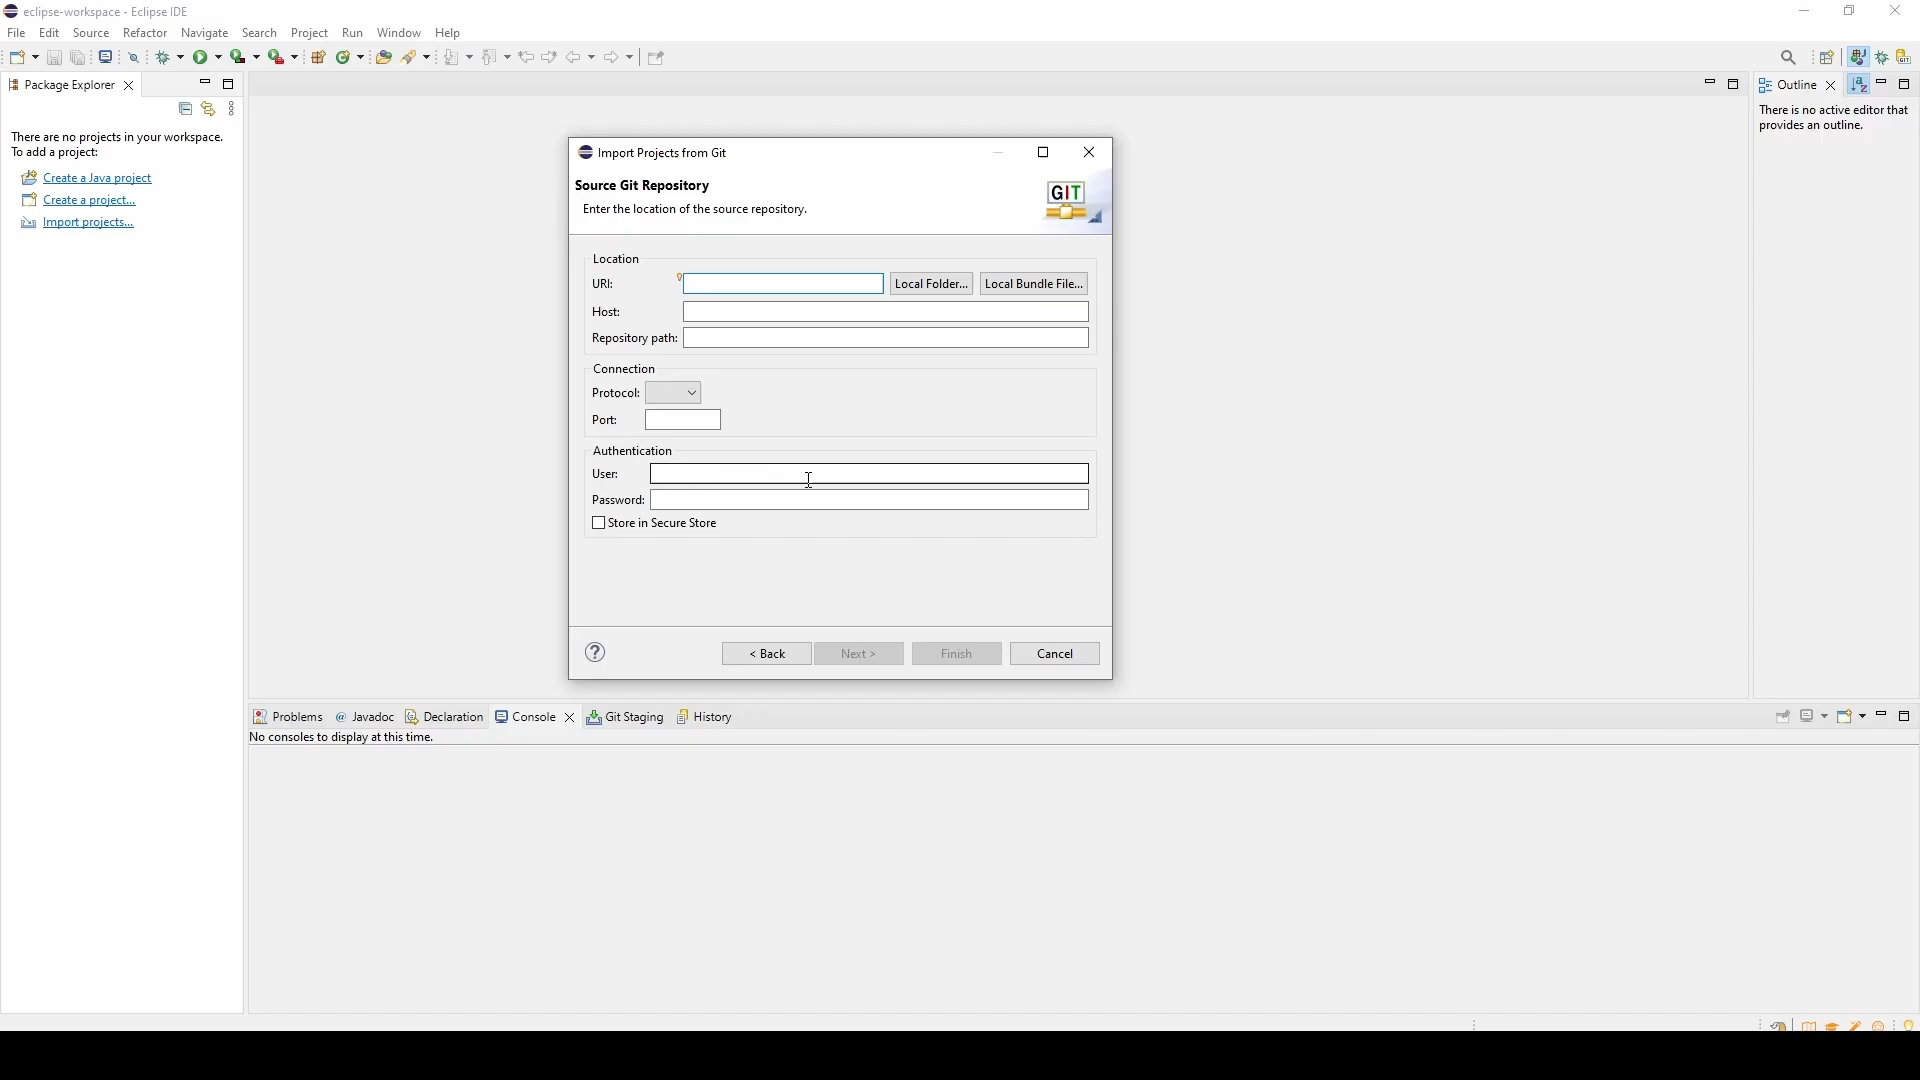 eclipse-workspace - Eclipse IDE
File Edit Source Refactor Navigate Search Project Run Window Help
Package Explorer
There are no projects in your workspace.
To add a project:
Create a Java project
Create a project...
Import projects...
Outline
There is no active editor that
provides an outline.
Import Projects from Git
Source Git Repository
Enter the location of the source repository.
GIT
Location
URI: Local Folder... Local Bundle File...
Host:
Repository path:
Connection
Protocol:
Port:
Authentication
User:
Password:
Store in Secure Store
< Back Next > Finish Cancel
Problems @ Javadoc Declaration Console Git Staging History
No consoles to display at this time.